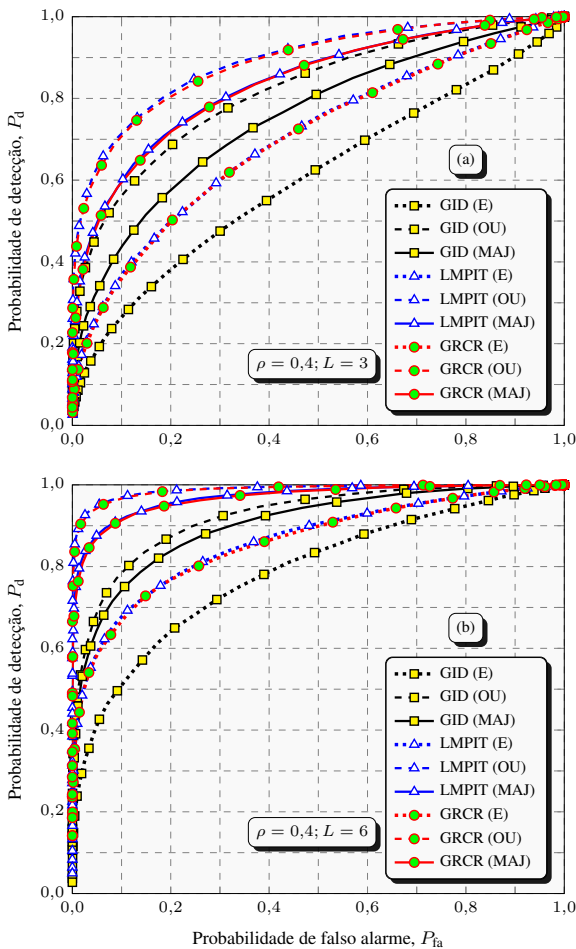 1,0
0,8
0,6
0,4
0,2
0,0
Probabilidade de detecção, P_d
(a)
GID (E)
GID (OU)
GID (MAJ)
LMPIT (E)
LMPIT (OU)
LMPIT (MAJ)
GRCR (E)
GRCR (OU)
GRCR (MAJ)
ρ = 0,4; L = 3
0,0 0,2 0,4 0,6 0,8 1,0
1,0
0,8
0,6
0,4
0,2
0,0
Probabilidade de detecção, P_d
(b)
GID (E)
GID (OU)
GID (MAJ)
LMPIT (E)
LMPIT (OU)
LMPIT (MAJ)
GRCR (E)
GRCR (OU)
GRCR (MAJ)
ρ = 0,4; L = 6
0,0 0,2 0,4 0,6 0,8 1,0
Probabilidade de falso alarme, P_fa